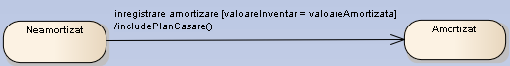 inregistrare amortizare [valoareInventar = valoareAmortizata]
/includePlanCasare()
Neamortizat
Amortizat